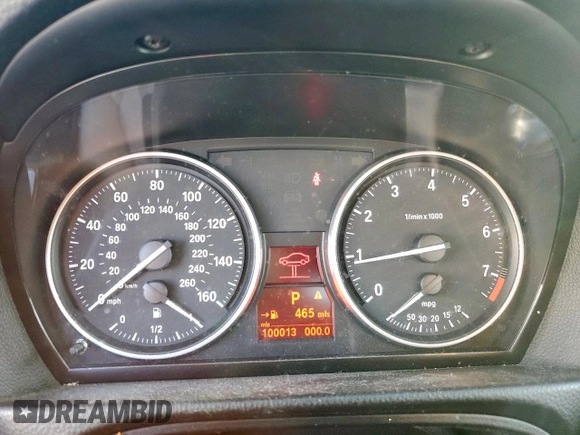 0 20 40 60 80 100 120 140 160
0 20 40 60 80 100 120 140 160 180 200 220 240 260
km/h
mph
0 1/2 1
0 1 2 3 4 5 6 7
1/min x 1000
mpg
50 30 20 15 12
P
465 mls
mls
100013 000.0
DREAMBID